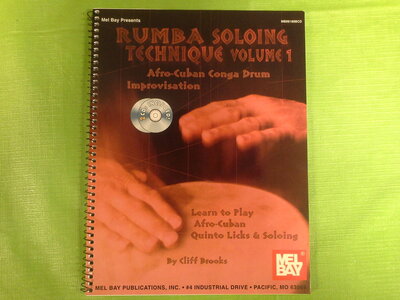 Mel Bay Presents
RUMBA SOLOING
TECHNIQUE VOLUME 1
Afro-Cuban Conga Drum
Improvisation
Learn to Play
Afro-Cuban
Quinto Licks & Soloing
By Cliff Brooks
MEL
BAY
MEL BAY PUBLICATIONS, INC. • #4 INDUSTRIAL DRIVE • PACIFIC, MO 63069